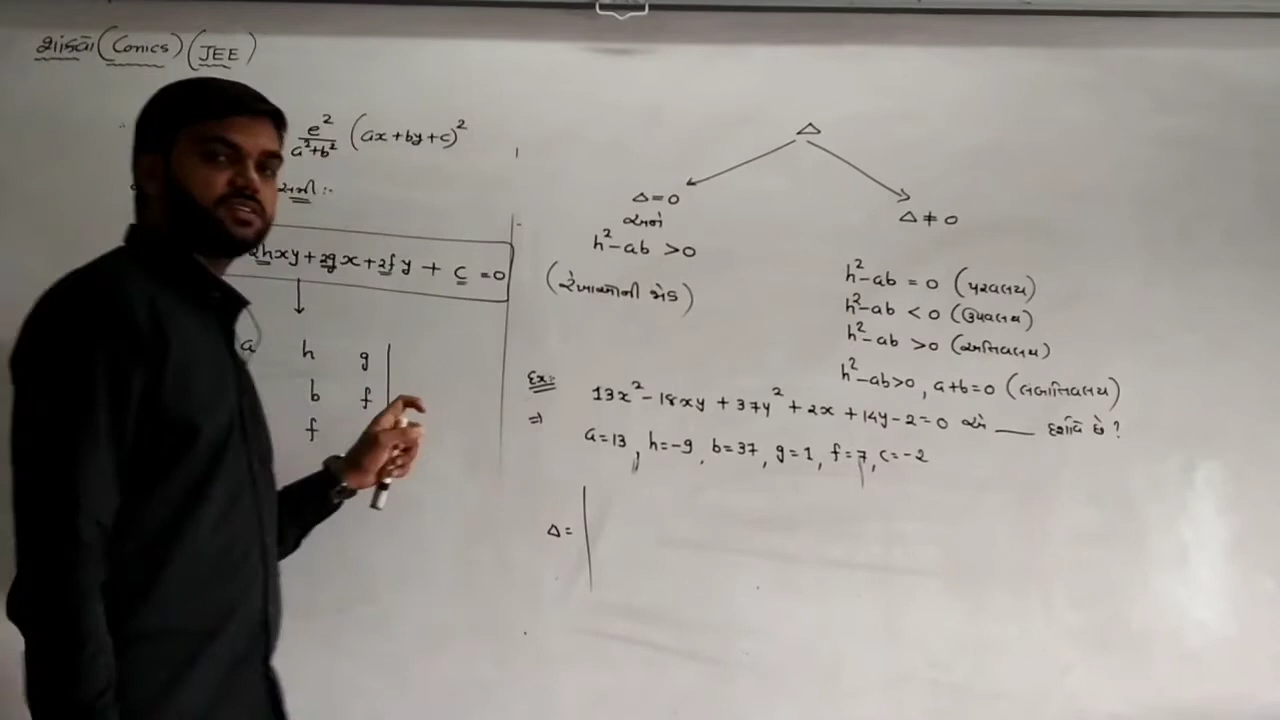 શાંકવો (Conics) (JEE)
e²/(a²+b²) (ax+by+c)²
2hxy + 2gx + 2fy + c = 0
a h g
b f
f
Δ
Δ = 0
અને
h² - ab > 0
(રેખાઓની જોડ)
Δ ≠ 0
h² - ab = 0 (પરવલય)
h² - ab < 0 (ઉપવલય)
h² - ab > 0 (અતિવલય)
h² - ab > 0, a + b = 0 (લંબાતિવલય)
Ex:- 13x² - 18xy + 37y² + 2x + 14y - 2 = 0 એ ___ દર્શાવે છે ?
⇒ a = 13, h = -9, b = 37, g = 1, f = 7, c = -2
Δ = |